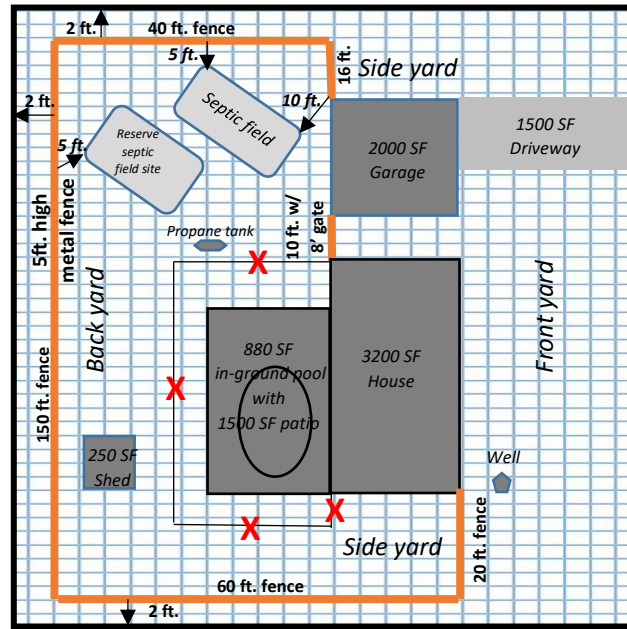 2 ft.
40 ft. fence
5 ft.
Side yard
16 ft.
2 ft.
Septic field
10 ft.
5 ft.
Reserve
septic
field site
2000 SF
Garage
1500 SF
Driveway
5ft. high
metal fence
Propane tank
10 ft. w/
8' gate
X
Back yard
Front yard
880 SF
in-ground pool
with
1500 SF patio
3200 SF
House
X
150 ft. fence
250 SF
Shed
Well
X
X
Side yard
20 ft. fence
60 ft. fence
2 ft.